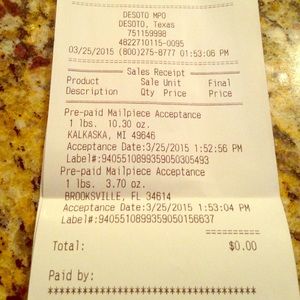 DESOTO MPO
DESOTO, Texas
751159998
4822710115-0095
03/25/2015 (800)275-8777 01:53:06 PM
Sales Receipt
Product Sale Unit Final
Description Qty Price Price
Pre-paid Mailpiece Acceptance
1 lbs. 10.30 oz.
KALKASKA, MI 49646
Acceptance Date:3/25/2015 1:52:56 PM
Label#:9405510899359050305493
Pre-paid Mailpiece Acceptance
1 lbs. 3.70 oz.
BROOKSVILLE, FL 34614
Acceptance Date:3/25/2015 1:53:04 PM
Label#:9405510899359050156637
==========
Total: $0.00
Paid by: